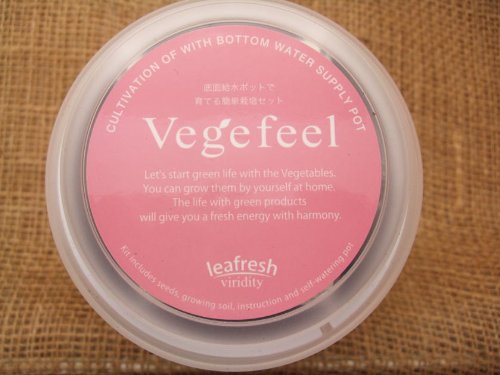 CULTIVATION OF WITH BOTTOM WATER SUPPLY POT
底面給水ポットで
育てる簡単栽培セット
Vegefeel
Let's start green life with the Vegetables.
You can grow them by yourself at home.
The life with green products
will give you a fresh energy with harmony.
leafresh
viridity
Kit includes seeds, growing soil, instruction and self-watering pot